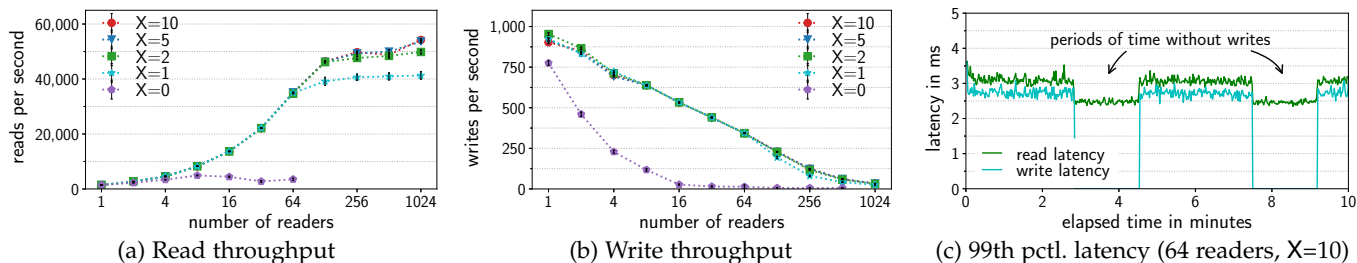 60,000
40,000
20,000
0
reads per second
X=10
X=5
X=2
X=1
X=0
1
4
16
64
256
1024
number of readers
(a) Read throughput
1,000
750
500
250
0
writes per second
X=10
X=5
X=2
X=1
X=0
1
4
16
64
256
1024
number of readers
(b) Write throughput
5
4
3
2
1
0
latency in ms
periods of time without writes
read latency
write latency
0
2
4
6
8
10
elapsed time in minutes
(c) 99th pctl. latency (64 readers, X=10)